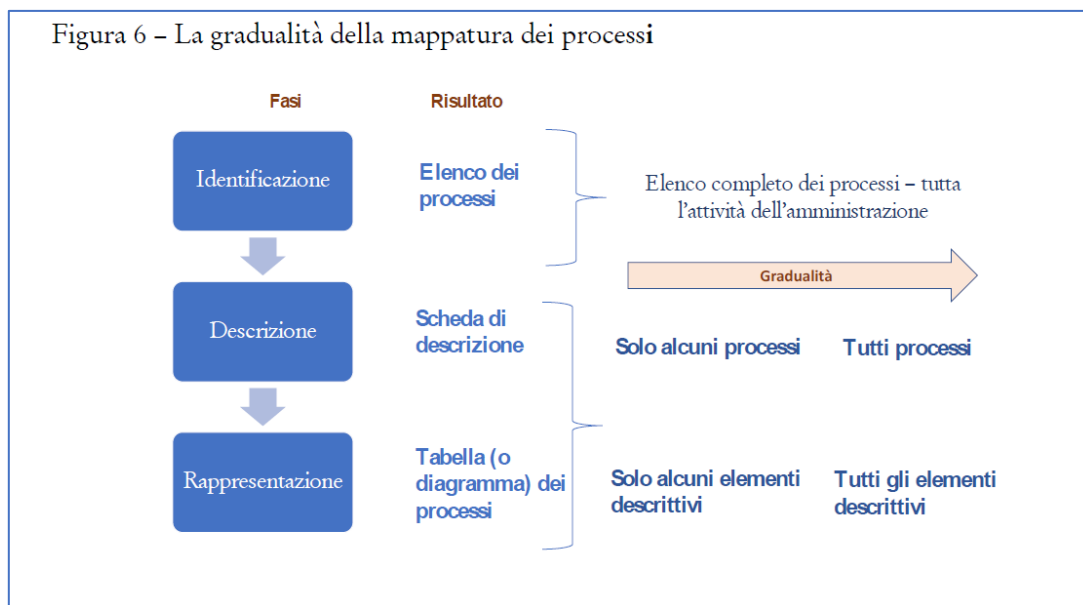 Figura 6 – La gradualità della mappatura dei processi
Fasi
Risultato
Identificazione
Elenco dei
processi
Elenco completo dei processi – tutta
l'attività dell'amministrazione
Gradualità
Descrizione
Scheda di
descrizione
Solo alcuni processi
Tutti processi
Rappresentazione
Tabella (o
diagramma) dei
processi
Solo alcuni elementi
descrittivi
Tutti gli elementi
descrittivi